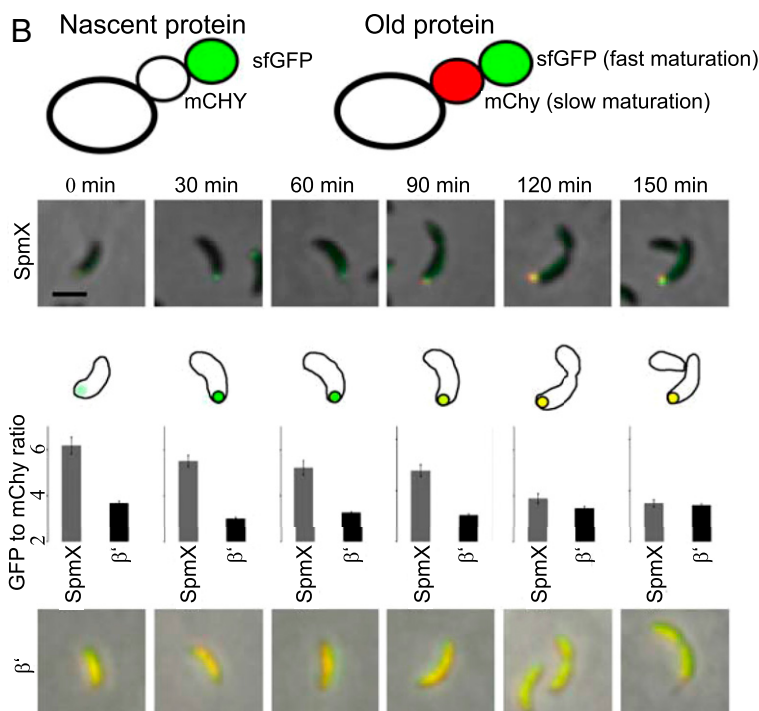 B
Nascent protein
Old protein
sfGFP
mCHY
sfGFP (fast maturation)
mChy (slow maturation)
0 min
30 min
60 min
90 min
120 min
150 min
SpmX
GFP to mChy ratio
6
4
2
SpmX
β‘
SpmX
β‘
SpmX
β‘
SpmX
β‘
SpmX
β‘
SpmX
β‘
β‘